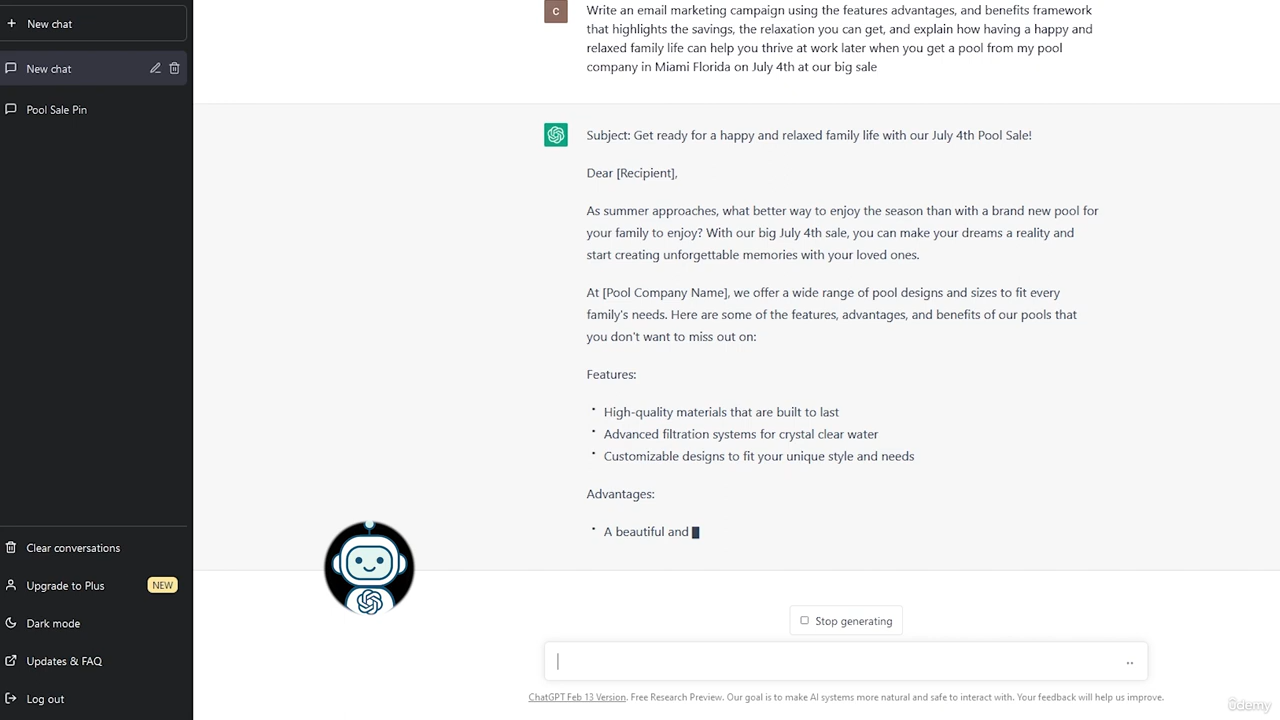 New chat
New chat
Pool Sale Pin
Clear conversations
Upgrade to Plus NEW
Dark mode
Updates & FAQ
Log out
C
Write an email marketing campaign using the features advantages, and benefits framework
that highlights the savings, the relaxation you can get, and explain how having a happy and
relaxed family life can help you thrive at work later when you get a pool from my pool
company in Miami Florida on July 4th at our big sale
Subject: Get ready for a happy and relaxed family life with our July 4th Pool Sale!
Dear [Recipient],
As summer approaches, what better way to enjoy the season than with a brand new pool for
your family to enjoy? With our big July 4th sale, you can make your dreams a reality and
start creating unforgettable memories with your loved ones.
At [Pool Company Name], we offer a wide range of pool designs and sizes to fit every
family's needs. Here are some of the features, advantages, and benefits of our pools that
you don't want to miss out on:
Features:
• High-quality materials that are built to last
• Advanced filtration systems for crystal clear water
• Customizable designs to fit your unique style and needs
Advantages:
• A beautiful and
Stop generating
ChatGPT Feb 13 Version. Free Research Preview. Our goal is to make AI systems more natural and safe to interact with. Your feedback will help us improve.
ûdemy